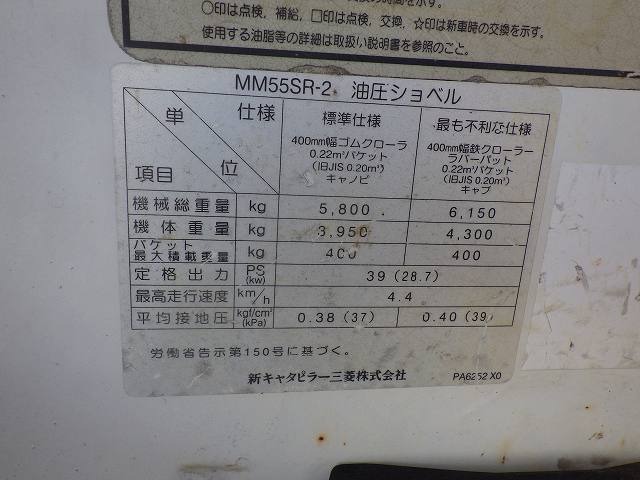 ○印は点検、補給、□印は点検、交換、☆印は新車時の交換を示す。
使用する油脂等の詳細は取扱い説明書を参照のこと。
MM55SR-2 油圧ショベル
単位 項目 仕様 標準仕様 最も不利な仕様
400mm幅ゴムクローラ 400mm幅鉄クローラー
0.22m³バケット ラバーパット
(旧JIS 0.20m³) 0.22m³バケット
キャノピ (旧JIS 0.20m³)
キャブ
機械総重量 kg 5,800 6,150
機体重量 kg 3,950 4,300
バケット最大積載重量 kg 400 400
定格出力 PS(kw) 39(28.7)
最高走行速度 km/h 4.4
平均接地圧 kgf/cm²(kPa) 0.38(37) 0.40(39)
労働省告示第150号に基づく。
新キャタピラー三菱株式会社 PA6252X0